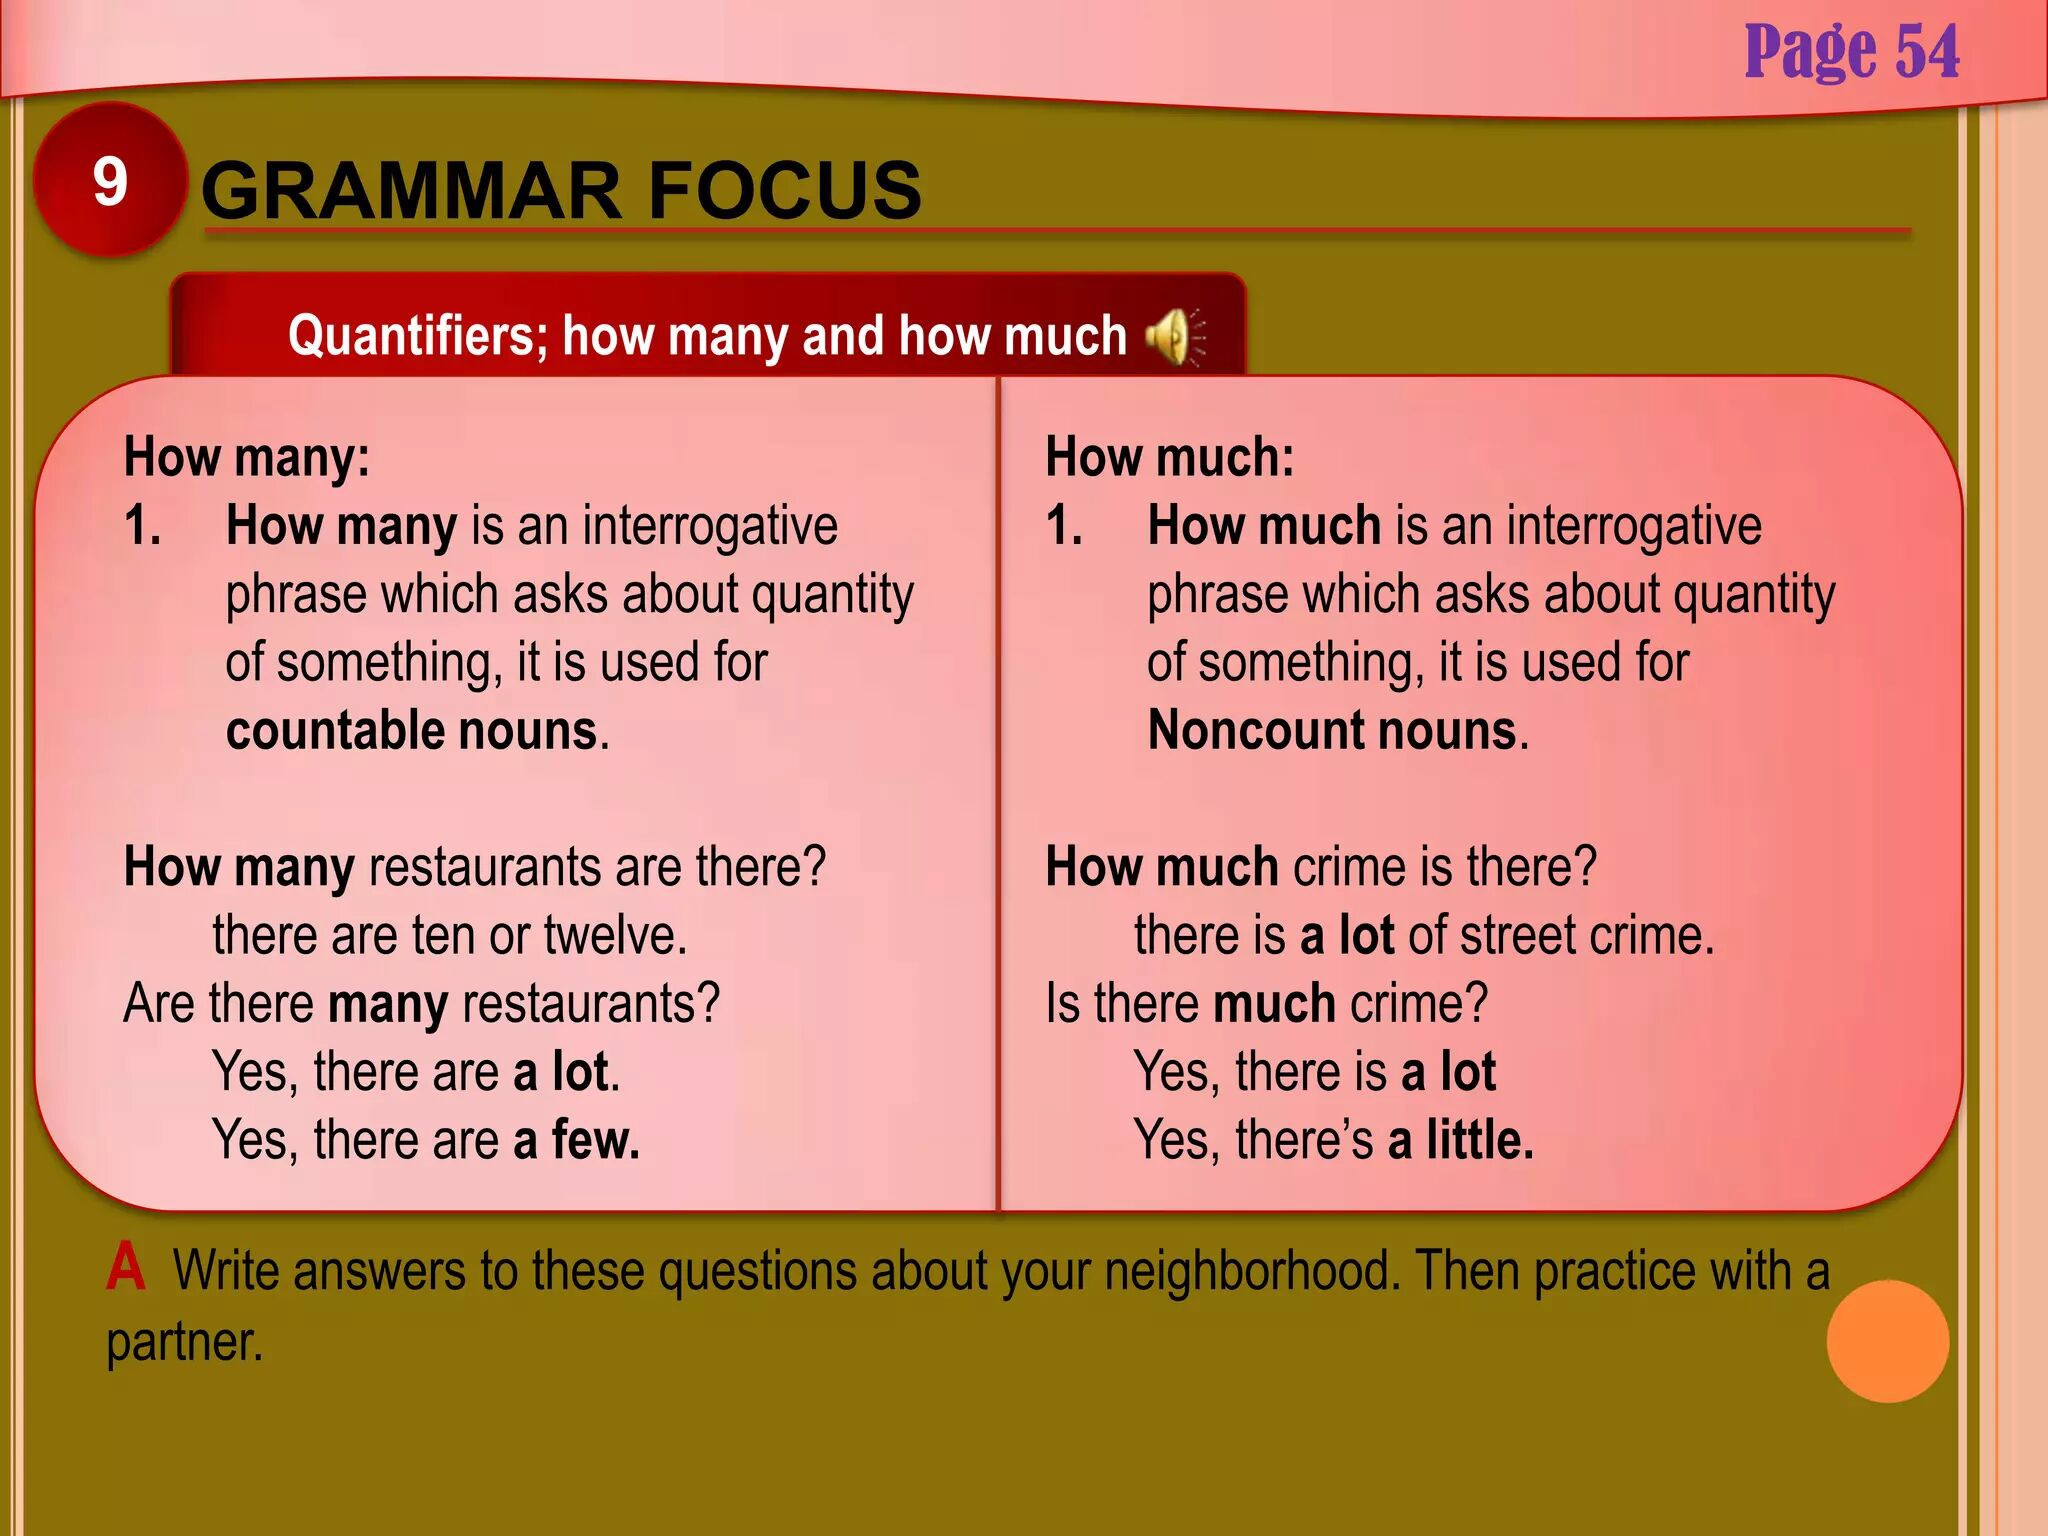 Page 54
9 GRAMMAR FOCUS
Quantifiers; how many and how much
How many:
1. How many is an interrogative
phrase which asks about quantity
of something, it is used for
countable nouns.
How many restaurants are there?
there are ten or twelve.
Are there many restaurants?
Yes, there are a lot.
Yes, there are a few.
How much:
1. How much is an interrogative
phrase which asks about quantity
of something, it is used for
Noncount nouns.
How much crime is there?
there is a lot of street crime.
Is there much crime?
Yes, there is a lot
Yes, there’s a little.
A Write answers to these questions about your neighborhood. Then practice with a
partner.